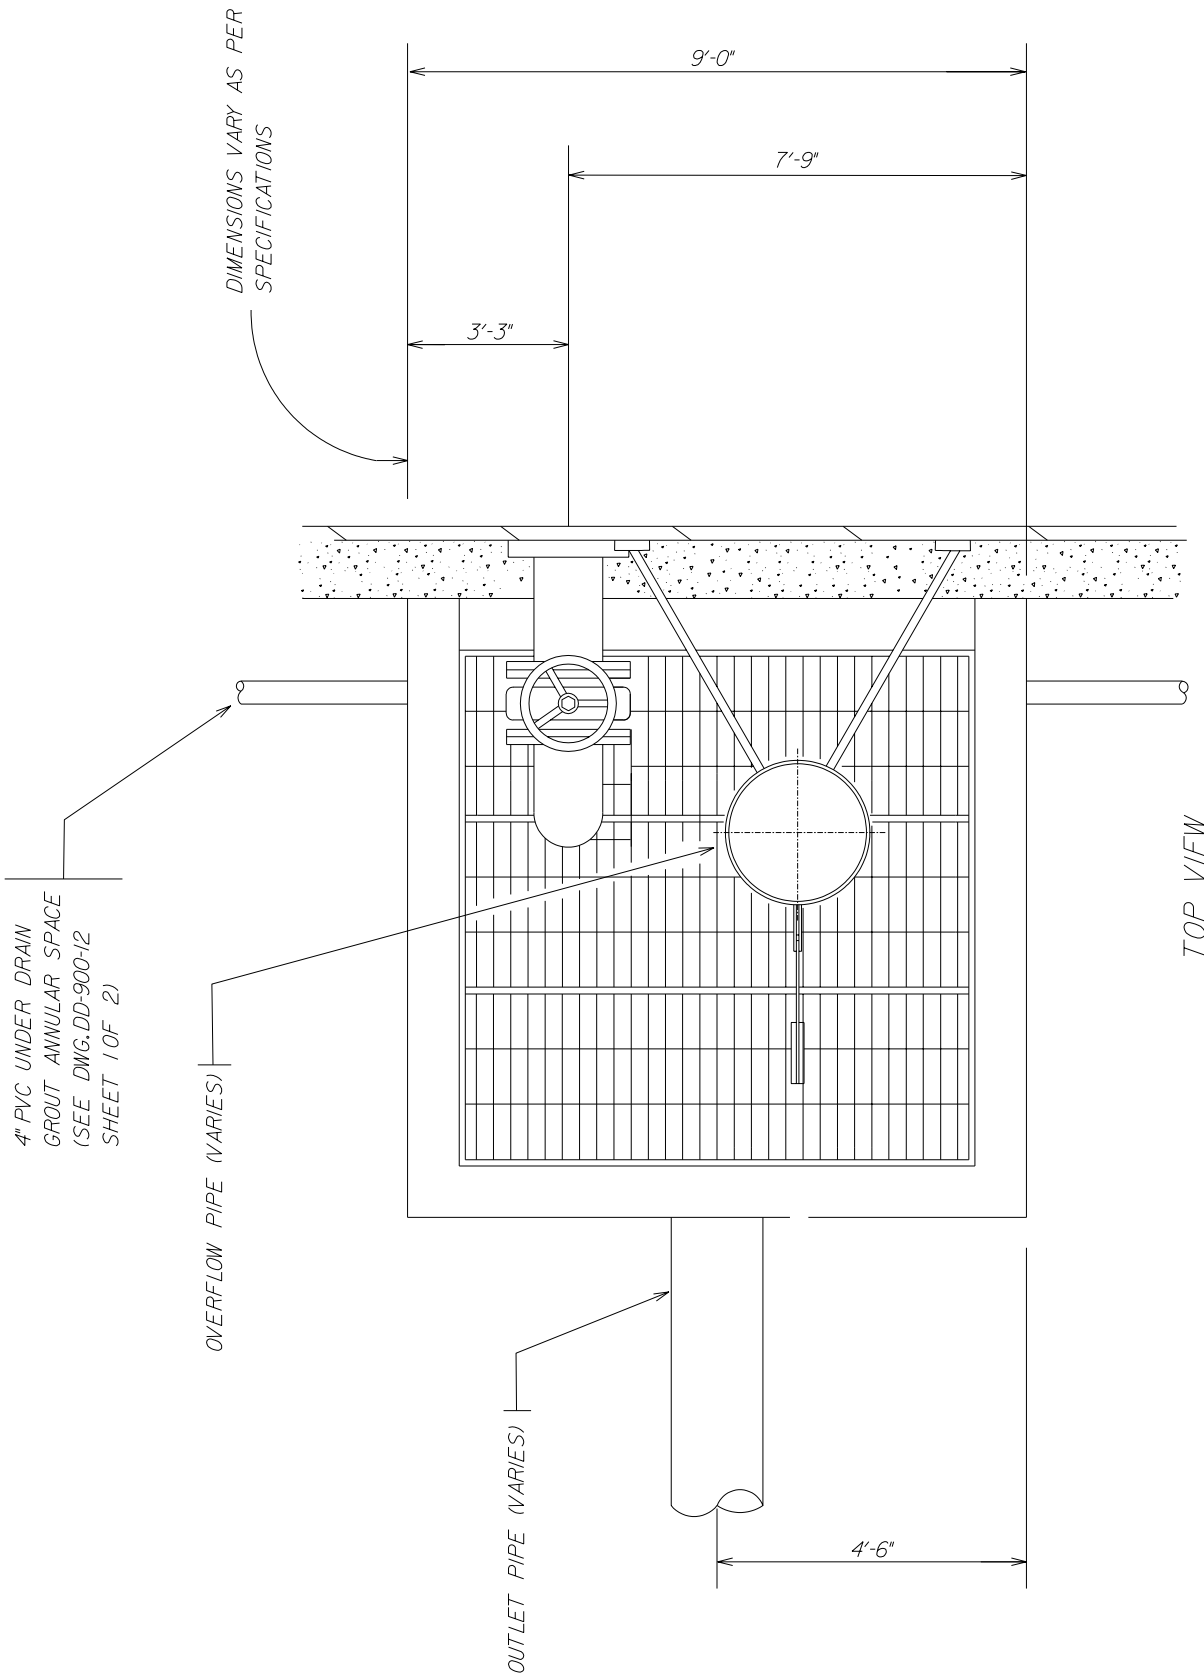 DIMENSIONS VARY AS PER
SPECIFICATIONS
9'-0"
7'-9"
3'-3"
4" PVC UNDER DRAIN
GROUT ANNULAR SPACE
(SEE DWG.DD-900-12
SHEET 1 OF 2)
OVERFLOW PIPE (VARIES)
OUTLET PIPE (VARIES)
4'-6"
TOP VIEW